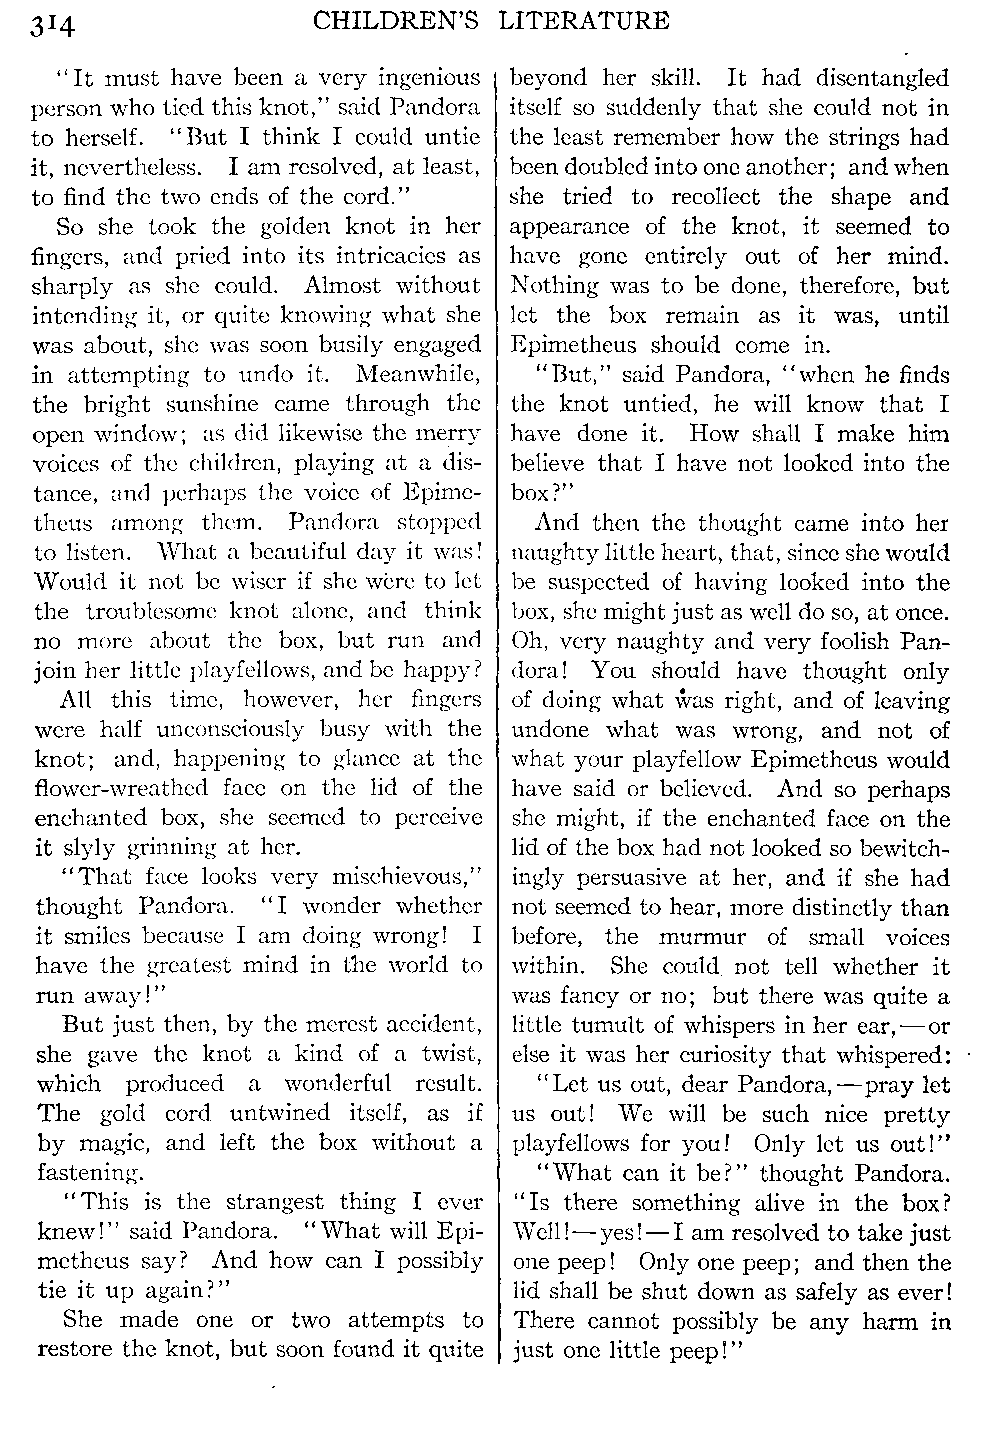 314
CHILDREN'S LITERATURE
"It must have been a very ingenious
person who tied this knot," said Pandora
to herself. "But I think I could untie
it, nevertheless. I am resolved, at least,
to find the two ends of the cord."
So she took the golden knot in her
fingers, and pried into its intricacies as
sharply as she could. Almost without
intending it, or quite knowing what she
was about, she was soon busily engaged
in attempting to undo it. Meanwhile,
the bright sunshine came through the
open window; as did likewise the merry
voices of the children, playing at a dis-
tance, and perhaps the voice of Epime-
theus among them. Pandora stopped
to listen. What a beautiful day it was!
Would it not be wiser if she were to let
the troublesome knot alone, and think
no more about the box, but run and
join her little playfellows, and be happy?
All this time, however, her fingers
were half unconsciously busy with the
knot; and, happening to glance at the
flower-wreathed face on the lid of the
enchanted box, she seemed to perceive
it slyly grinning at her.
"That face looks very mischievous,"
thought Pandora. "I wonder whether
it smiles because I am doing wrong! I
have the greatest mind in the world to
run away!"
But just then, by the merest accident,
she gave the knot a kind of a twist,
which produced a wonderful result.
The gold cord untwined itself, as if
by magic, and left the box without a
fastening.
"This is the strangest thing I ever
knew!" said Pandora. "What will Epi-
metheus say? And how can I possibly
tie it up again?"
She made one or two attempts to
restore the knot, but soon found it quite
beyond her skill. It had disentangled
itself so suddenly that she could not in
the least remember how the strings had
been doubled into one another; and when
she tried to recollect the shape and
appearance of the knot, it seemed to
have gone entirely out of her mind.
Nothing was to be done, therefore, but
let the box remain as it was, until
Epimetheus should come in.
"But," said Pandora, "when he finds
the knot untied, he will know that I
have done it. How shall I make him
believe that I have not looked into the
box?"
And then the thought came into her
naughty little heart, that, since she would
be suspected of having looked into the
box, she might just as well do so, at once.
Oh, very naughty and very foolish Pan-
dora! You should have thought only
of doing what was right, and of leaving
undone what was wrong, and not of
what your playfellow Epimetheus would
have said or believed. And so perhaps
she might, if the enchanted face on the
lid of the box had not looked so bewitch-
ingly persuasive at her, and if she had
not seemed to hear, more distinctly than
before, the murmur of small voices
within. She could not tell whether it
was fancy or no; but there was quite a
little tumult of whispers in her ear,—or
else it was her curiosity that whispered:
"Let us out, dear Pandora,—pray let
us out! We will be such nice pretty
playfellows for you! Only let us out!"
"What can it be?" thought Pandora.
"Is there something alive in the box?
Well!—yes!—I am resolved to take just
one peep! Only one peep; and then the
lid shall be shut down as safely as ever!
There cannot possibly be any harm in
just one little peep!"